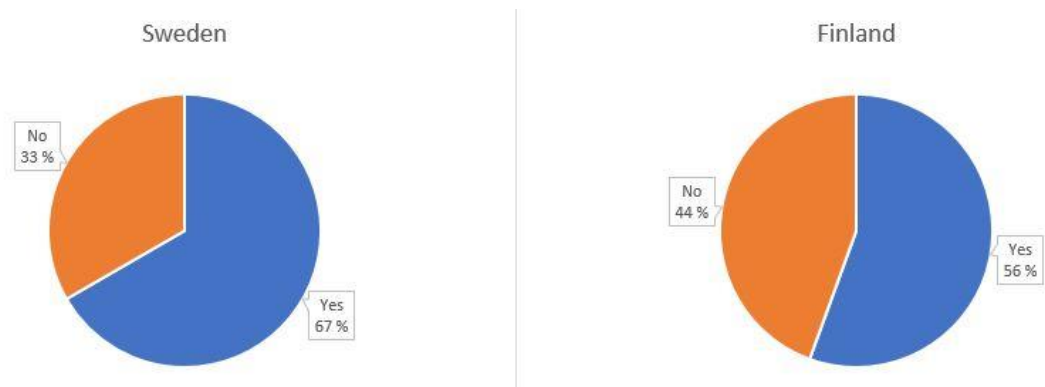 Sweden
No
33 %
Yes
67 %
Finland
No
44 %
Yes
56 %